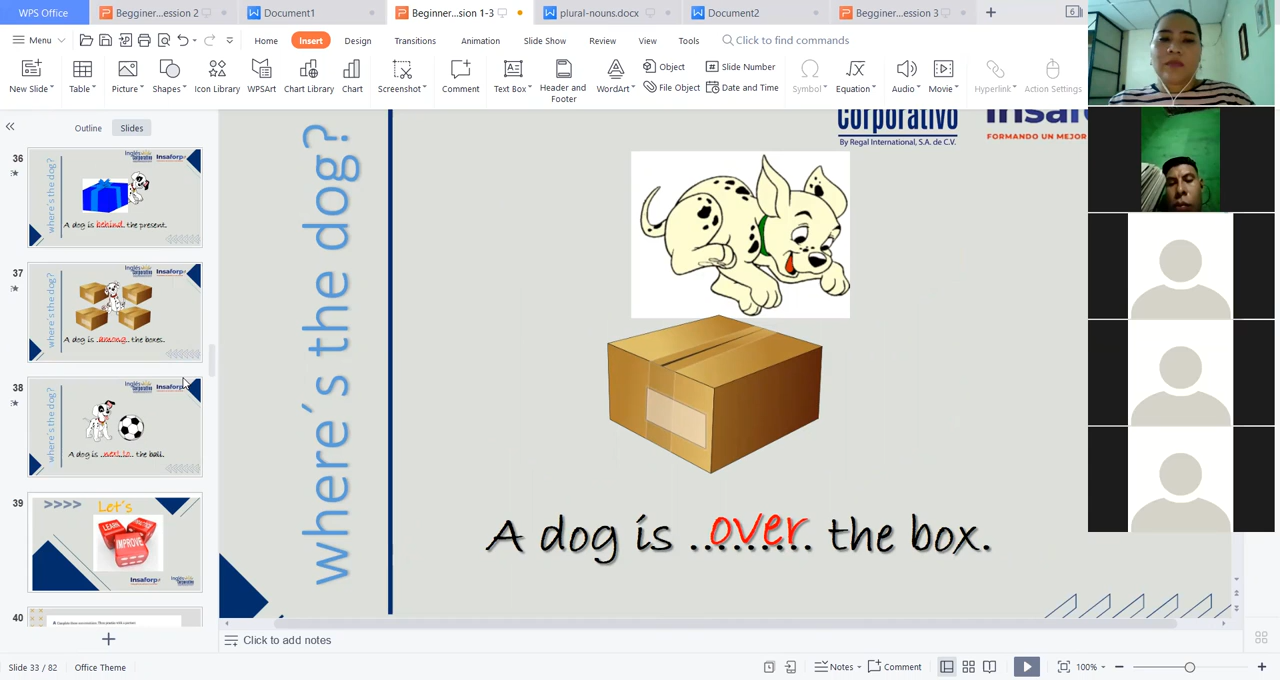 WPS Office
Begginer...ession 2
Document1
Beginner...sion 1-3
plural-nouns.docx
Document2
Begginer...ession 3
6
Menu
Home
Insert
Design
Transitions
Animation
Slide Show
Review
View
Tools
Click to find commands
New Slide
Table
Picture
Shapes
Icon Library
WPSArt
Chart Library
Chart
Screenshot
Comment
Text Box
Header and Footer
WordArt
Object
File Object
Slide Number
Date and Time
Symbol
Equation
Audio
Movie
Hyperlink
Action Settings
Outline
Slides
36
where's the dog?
A dog is behind the present.
37
where's the dog?
A dog is ..among.. the boxes.
38
where's the dog?
A dog is ..next to.. the ball.
39
>>>> Let's
LEARN
IMPROVE
Insaforp
40
Corporativo
By Regal International, S.A. de C.V.
Insafor
FORMANDO UN MEJOR
where´s the dog?
A dog is ...over... the box.
Click to add notes
Slide 33 / 82
Office Theme
Notes
Comment
100%